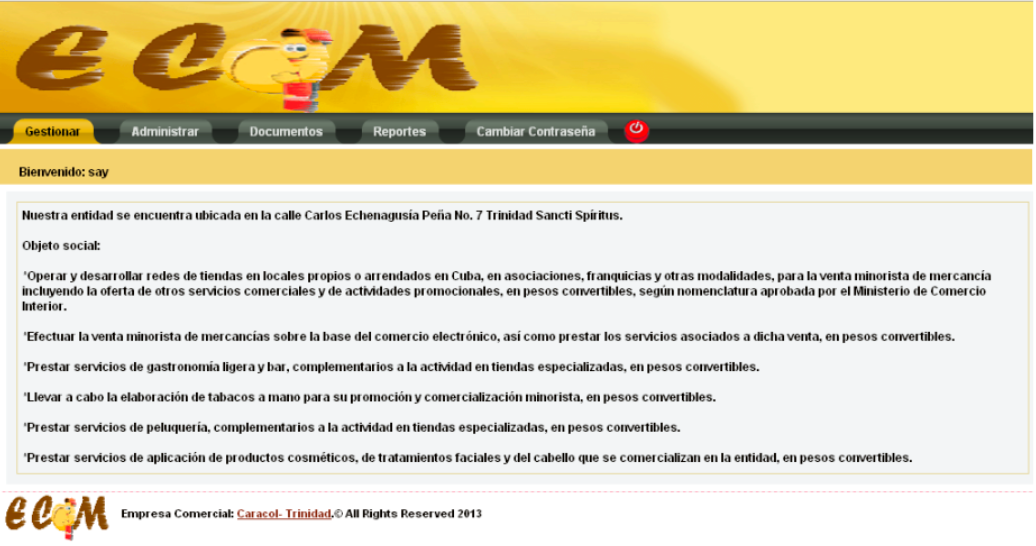 ECOM
Gestionar Administrar Documentos Reportes Cambiar Contraseña
Bienvenido: say
Nuestra entidad se encuentra ubicada en la calle Carlos Echenagusía Peña No. 7 Trinidad Sancti Spíritus.
Objeto social:
*Operar y desarrollar redes de tiendas en locales propios o arrendados en Cuba, en asociaciones, franquicias y otras modalidades, para la venta minorista de mercancía
incluyendo la oferta de otros servicios comerciales y de actividades promocionales, en pesos convertibles, según nomenclatura aprobada por el Ministerio de Comercio
Interior.
*Efectuar la venta minorista de mercancías sobre la base del comercio electrónico, así como prestar los servicios asociados a dicha venta, en pesos convertibles.
*Prestar servicios de gastronomía ligera y bar, complementarios a la actividad en tiendas especializadas, en pesos convertibles.
*Llevar a cabo la elaboración de tabacos a mano para su promoción y comercialización minorista, en pesos convertibles.
*Prestar servicios de peluquería, complementarios a la actividad en tiendas especializadas, en pesos convertibles.
*Prestar servicios de aplicación de productos cosméticos, de tratamientos faciales y del cabello que se comercializan en la entidad, en pesos convertibles.
ECOM
Empresa Comercial: Caracol- Trinidad.© All Rights Reserved 2013